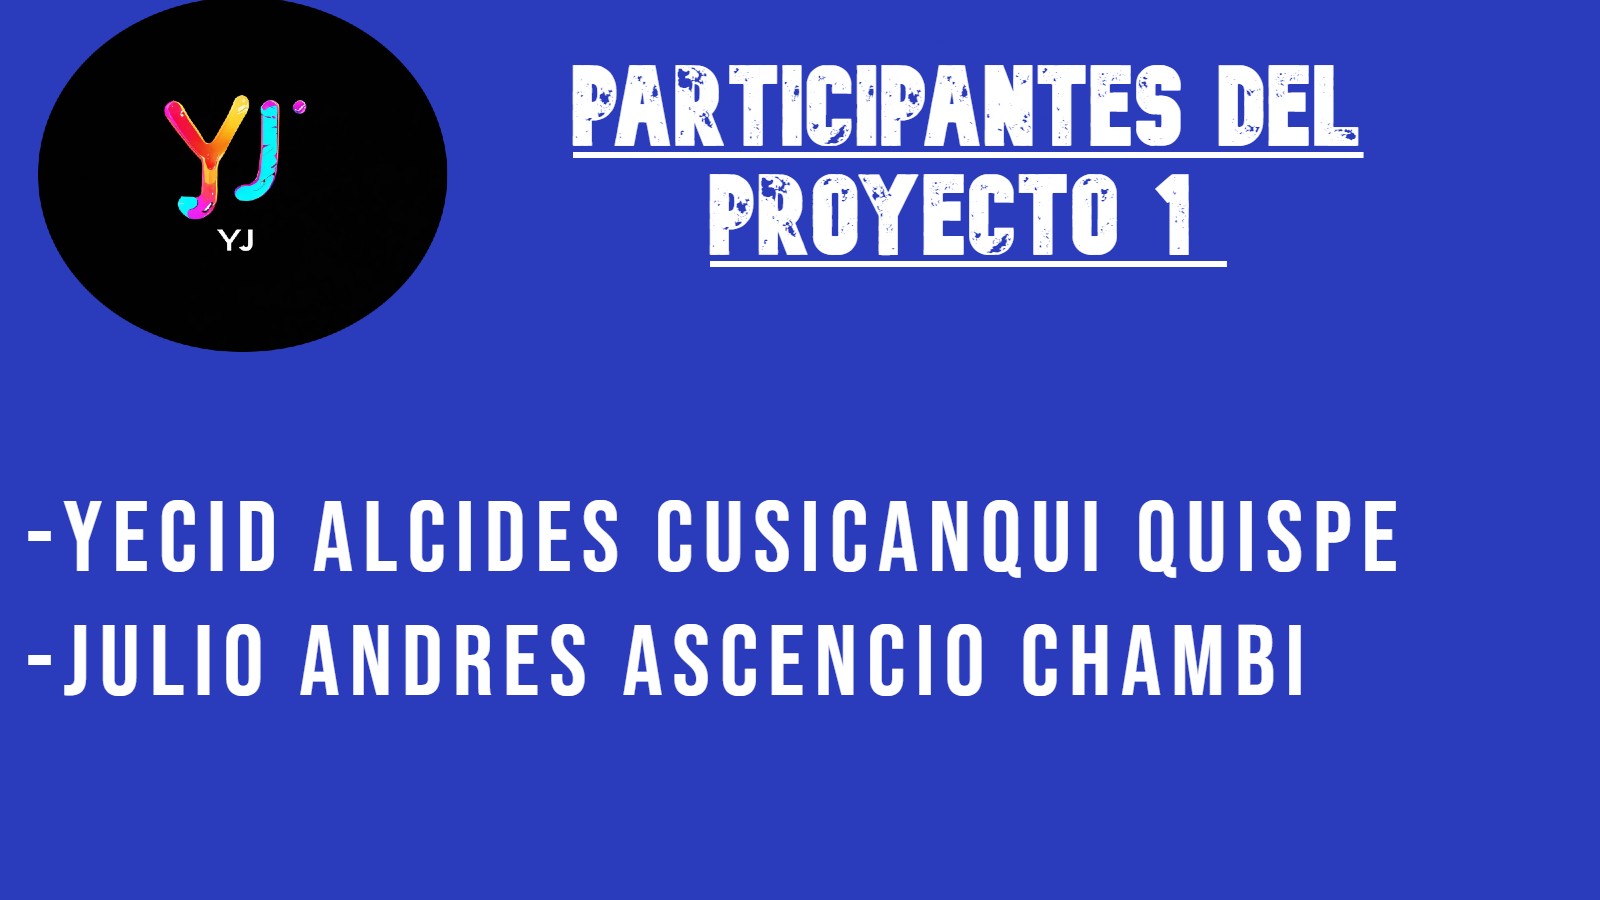 YJ
YJ
PARTICIPANTES DEL
PROYECTO 1
-YECID ALCIDES CUSICANQUI QUISPE
-JULIO ANDRES ASCENCIO CHAMBI